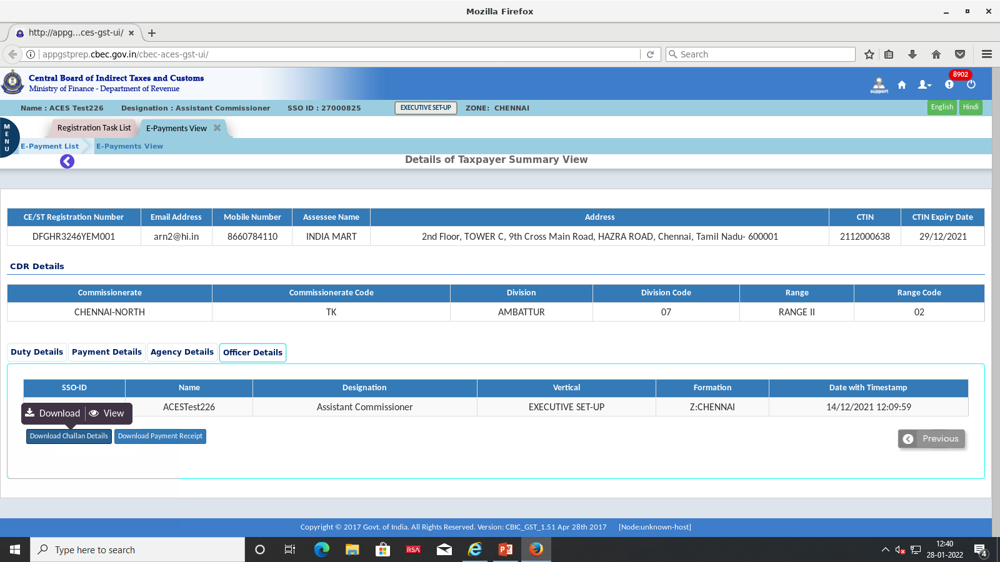 Mozilla Firefox
http://appg...ces-gst-ui/
appgstprep.cbec.gov.in/cbec-aces-gst-ui/
Search
Central Board of Indirect Taxes and Customs
Ministry of Finance - Department of Revenue
support
8902
Name : ACES Test226 Designation : Assistant Commissioner SSO ID : 27000825 EXECUTIVE SET-UP ZONE: CHENNAI English Hindi
MENU
Registration Task List E-Payments View
E-Payment List E-Payments View
Details of Taxpayer Summary View
CE/ST Registration Number Email Address Mobile Number Assessee Name Address CTIN CTIN Expiry Date
DFGHR3246YEM001 arn2@hi.in 8660784110 INDIA MART 2nd Floor, TOWER C, 9th Cross Main Road, HAZRA ROAD, Chennai, Tamil Nadu- 600001 2112000638 29/12/2021
CDR Details
Commissionerate Commissionerate Code Division Division Code Range Range Code
CHENNAI-NORTH TK AMBATTUR 07 RANGE II 02
Duty Details Payment Details Agency Details Officer Details
SSO-ID Name Designation Vertical Formation Date with Timestamp
ACESTest226 Assistant Commissioner EXECUTIVE SET-UP Z:CHENNAI 14/12/2021 12:09:59
Download View
Download Challan Details Download Payment Receipt
Previous
Copyright © 2017 Govt. of India. All Rights Reserved. Version: CBIC_GST_1.51 Apr 28th 2017 [Node:unknown-host]
Type here to search
RSA
12:40
28-01-2022
4